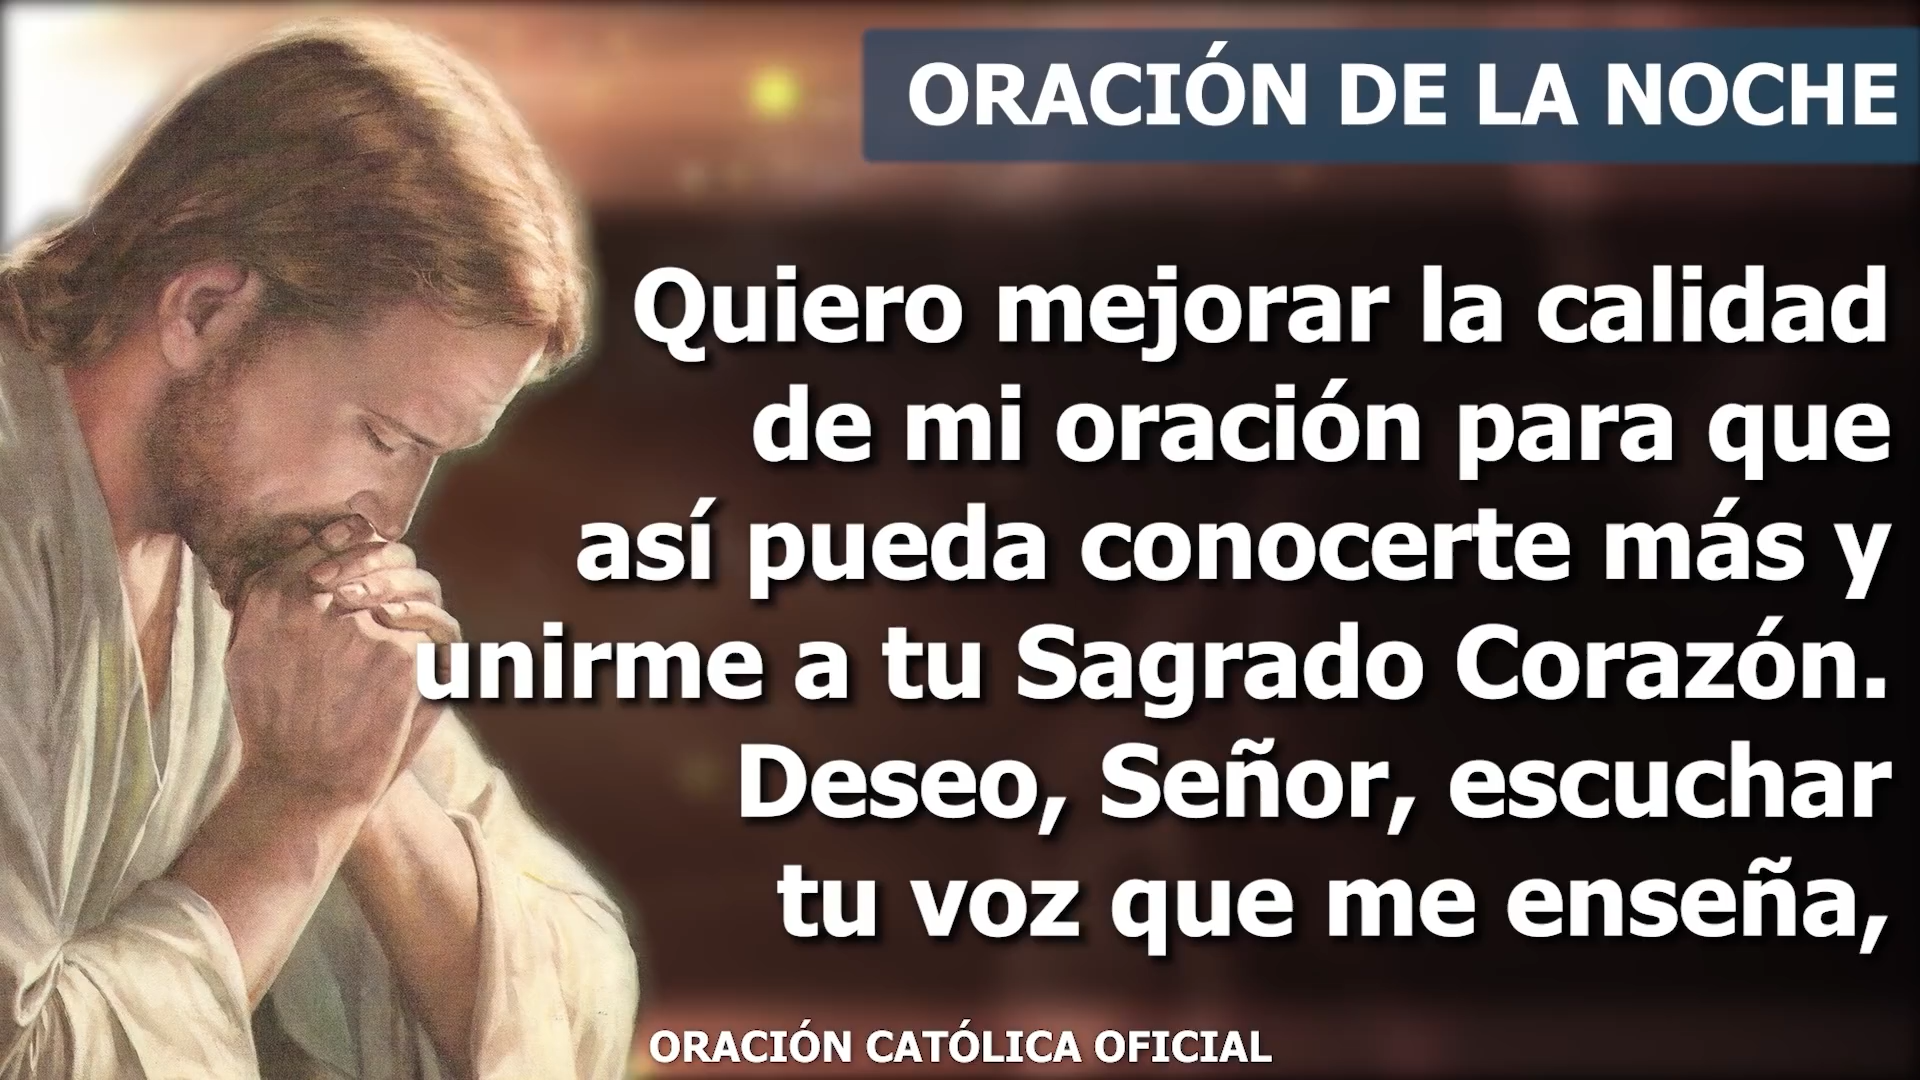 ORACIÓN DE LA NOCHE
Quiero mejorar la calidad
de mi oración para que
así pueda conocerte más y
unirme a tu Sagrado Corazón.
Deseo, Señor, escuchar
tu voz que me enseña,
ORACIÓN CATÓLICA OFICIAL